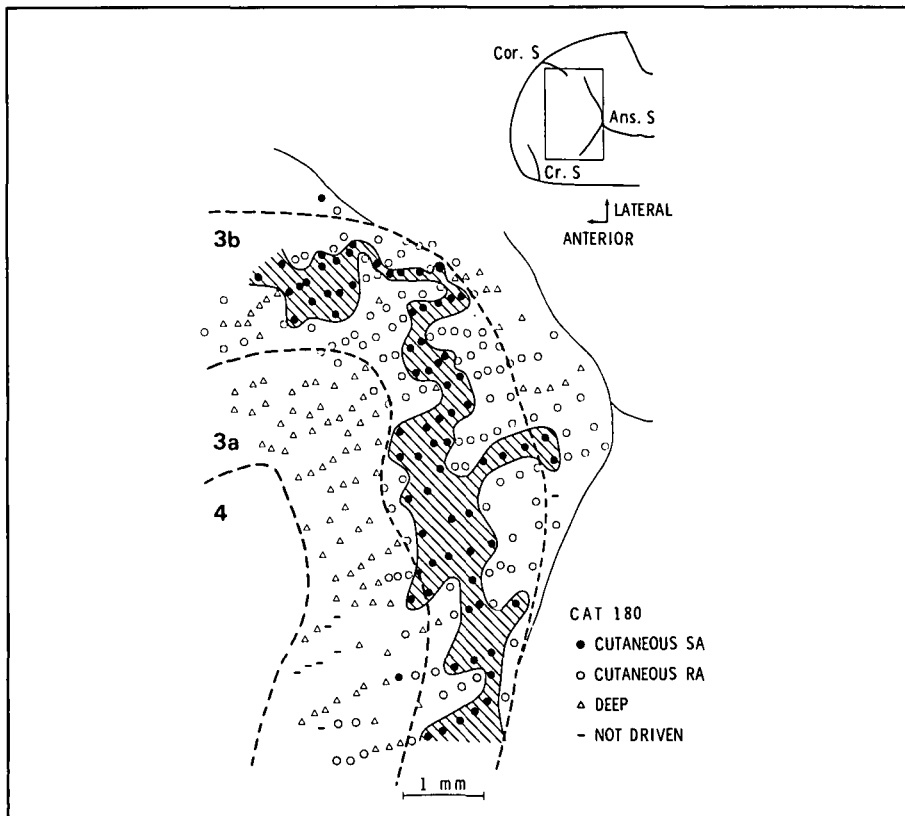 Cor. S
Ans. S
Cr. S
LATERAL
ANTERIOR
3b
3a
4
CAT 180
● CUTANEOUS SA
○ CUTANEOUS RA
△ DEEP
– NOT DRIVEN
1 mm